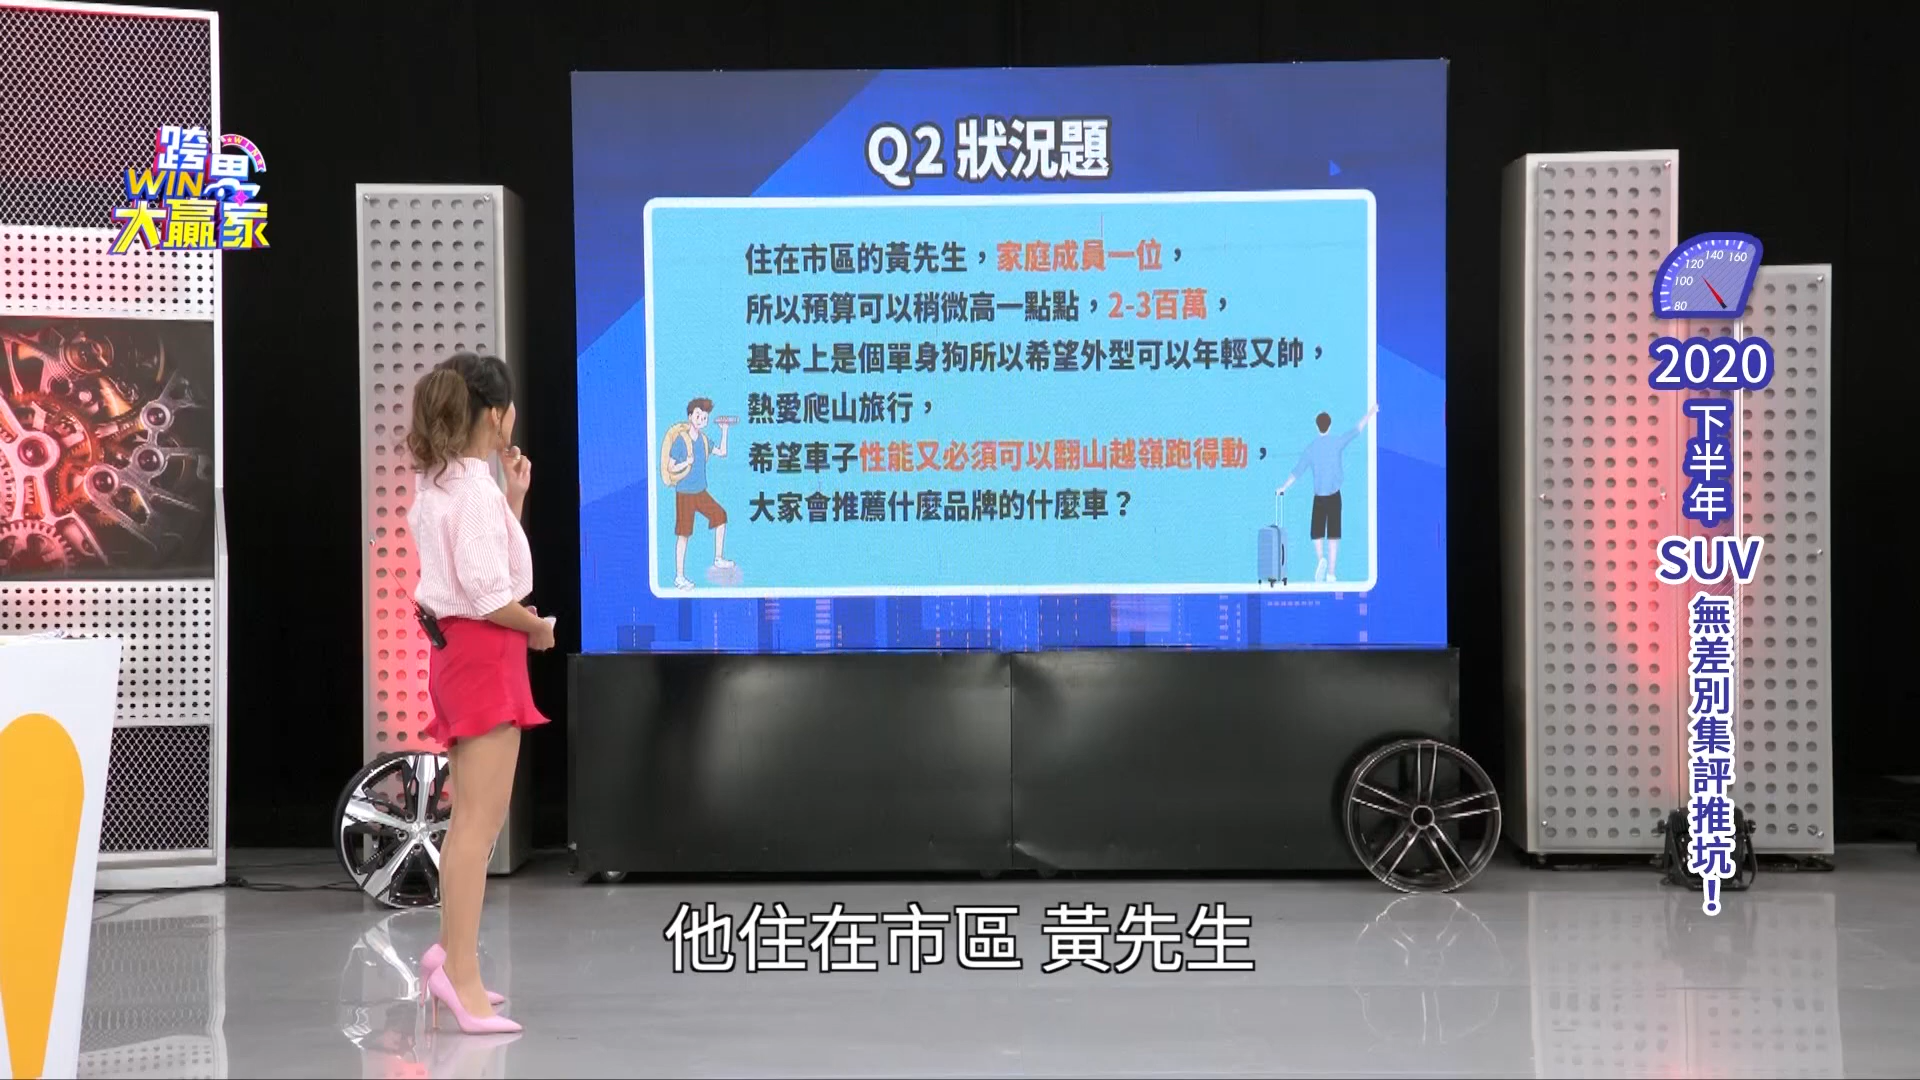 跨界
WIN
大贏家
Q2 狀況題
住在市區的黃先生，家庭成員一位，
所以預算可以稍微高一點點，2-3百萬，
基本上是個單身狗所以希望外型可以年輕又帥，
熱愛爬山旅行，
希望車子性能又必須可以翻山越嶺跑得動，
大家會推薦什麼品牌的什麼車？
80
100
120
140
160
2020
下半年
SUV
無差別集評推坑！
他住在市區 黃先生